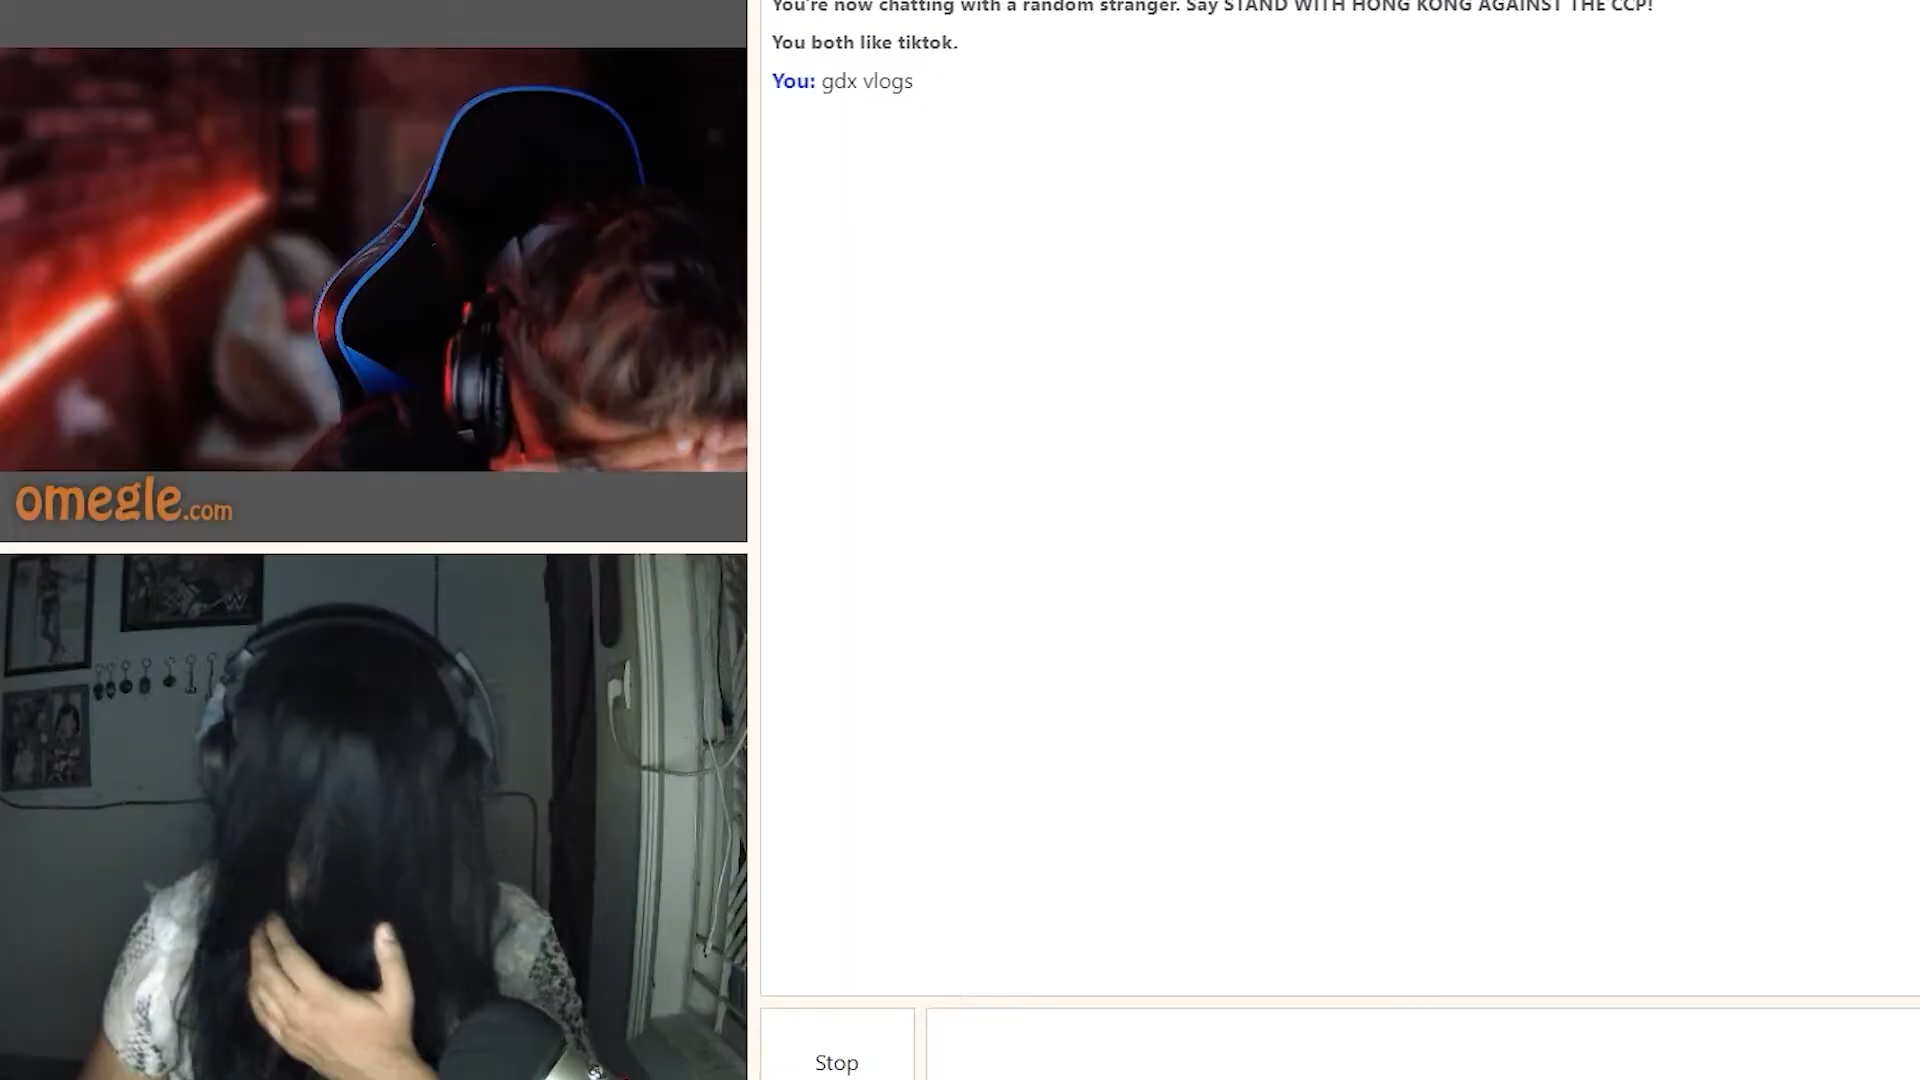 You're now chatting with a random stranger. Say STAND WITH HONG KONG AGAINST THE CCP!
You both like tiktok.
You: gdx vlogs
omegle.com
W
Stop